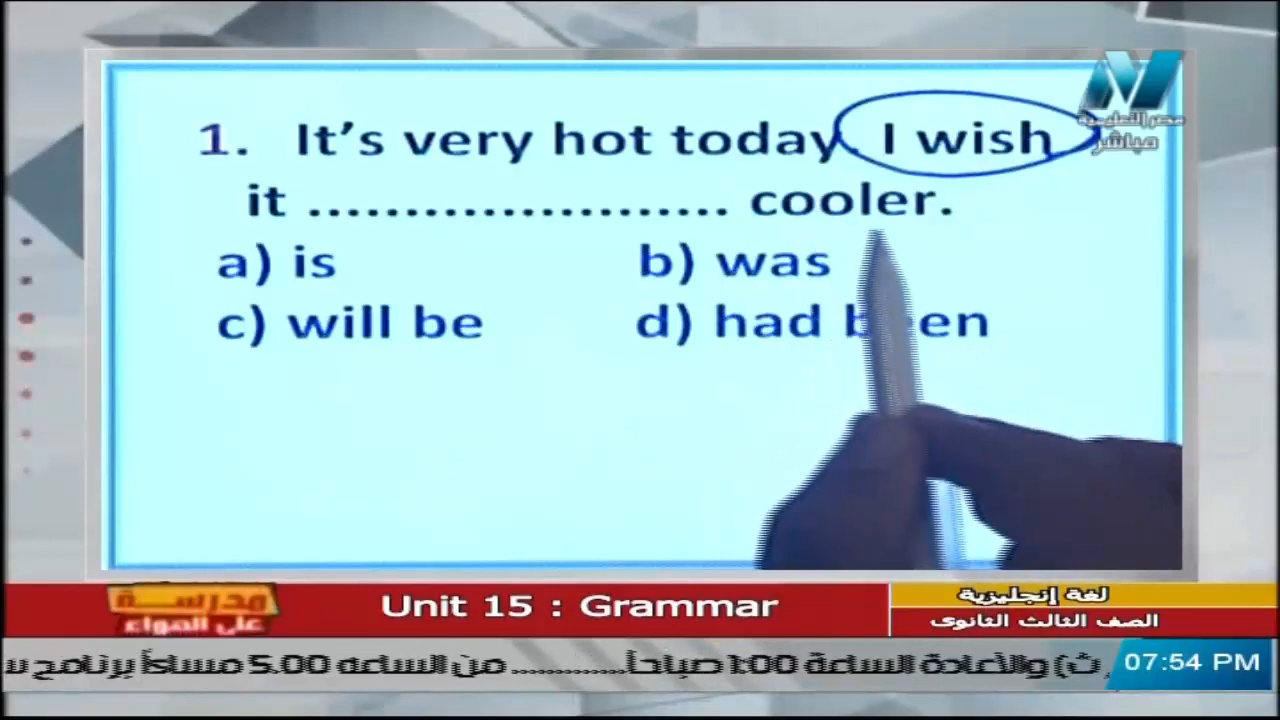 مصر التعليمية
مباشر
1. It's very hot today. I wish
it ...................... cooler.
a) is b) was
c) will be d) had been
مدرسة
على الهواء
Unit 15 : Grammar
لغة إنجليزية
الصف الثالث الثانوى
ث) والأعادة الساعة 1:00 صباحاً............ من الساعه 5.00 مساءاً برنامج
07:54 PM